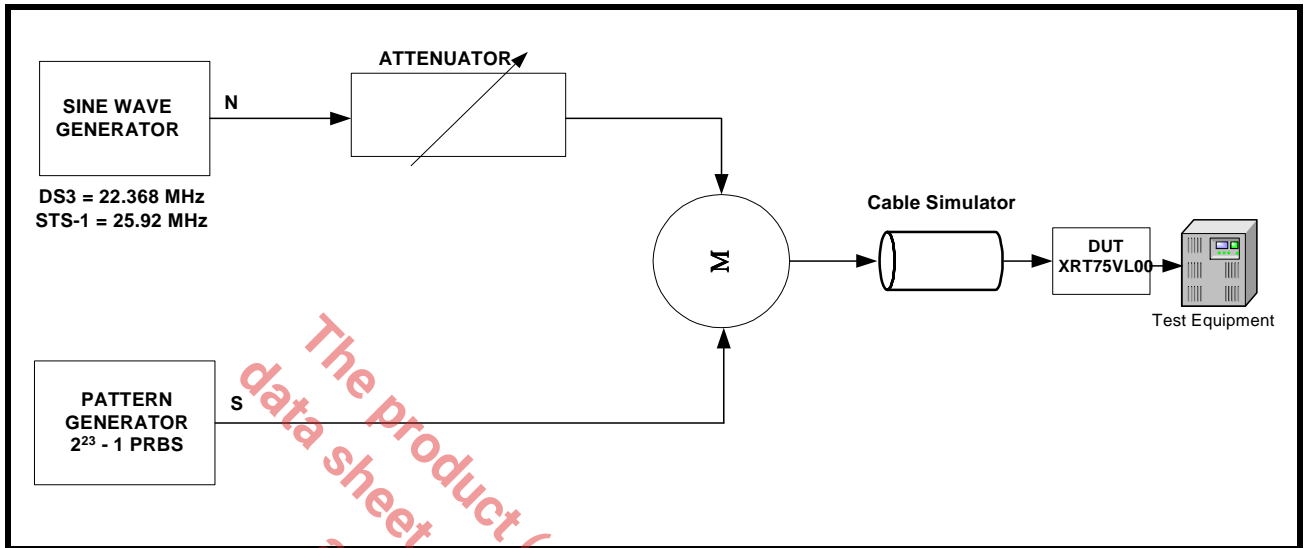 ATTENUATOR
SINE WAVE
GENERATOR
N
DS3 = 22.368 MHz
STS-1 = 25.92 MHz
M
Cable Simulator
DUT
XRT75VL00
Test Equipment
PATTERN
GENERATOR
2²³ - 1 PRBS
S
The product (
data sheet